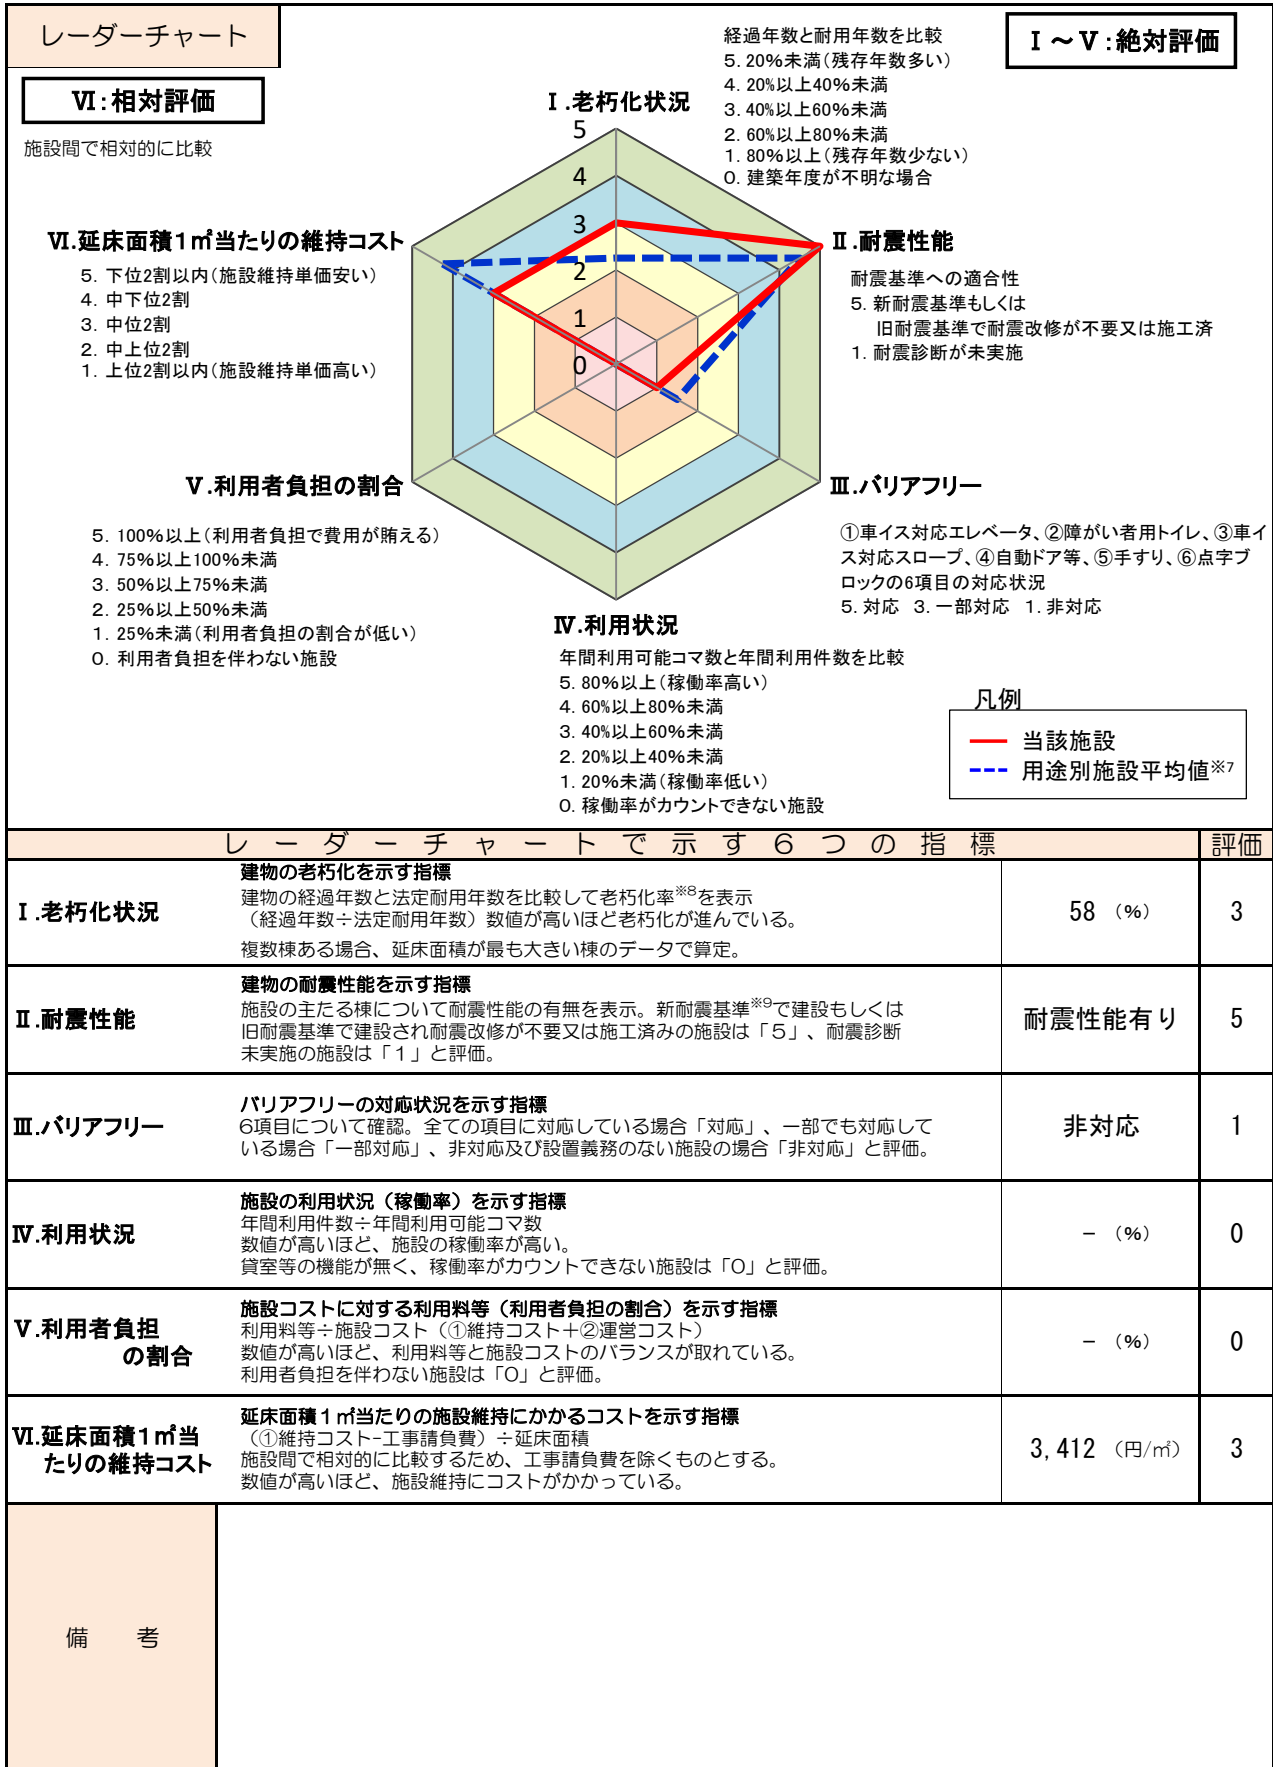 レーダーチャート
Ⅰ～Ⅴ:絶対評価
Ⅵ:相対評価
施設間で相対的に比較
経過年数と耐用年数を比較
5. 20%未満(残存年数多い)
4. 20%以上40%未満
3. 40%以上60%未満
2. 60%以上80%未満
1. 80%以上(残存年数少ない)
0. 建築年度が不明な場合
Ⅰ.老朽化状況
5
4
3
2
1
0
Ⅱ.耐震性能
耐震基準への適合性
5. 新耐震基準もしくは
旧耐震基準で耐震改修が不要又は施工済
1. 耐震診断が未実施
Ⅵ.延床面積1㎡当たりの維持コスト
5. 下位2割以内(施設維持単価安い)
4. 中下位2割
3. 中位2割
2. 中上位2割
1. 上位2割以内(施設維持単価高い)
Ⅴ.利用者負担の割合
5. 100%以上(利用者負担で費用が賄える)
4. 75%以上100%未満
3. 50%以上75%未満
2. 25%以上50%未満
1. 25%未満(利用者負担の割合が低い)
0. 利用者負担を伴わない施設
Ⅲ.バリアフリー
①車イス対応エレベータ、②障がい者用トイレ、③車イ
ス対応スロープ、④自動ドア等、⑤手すり、⑥点字ブ
ロックの6項目の対応状況
5. 対応 3. 一部対応 1. 非対応
Ⅳ.利用状況
年間利用可能コマ数と年間利用件数を比較
5. 80%以上(稼働率高い)
4. 60%以上80%未満
3. 40%以上60%未満
2. 20%以上40%未満
1. 20%未満(稼働率低い)
0. 稼働率がカウントできない施設
凡例
当該施設
用途別施設平均値※7
レーダーチャートで示す6つの指標 評価
Ⅰ.老朽化状況
建物の老朽化を示す指標
建物の経過年数と法定耐用年数を比較して老朽化率※8を表示
(経過年数÷法定耐用年数)数値が高いほど老朽化が進んでいる。
複数棟ある場合、延床面積が最も大きい棟のデータで算定。
58 (%) 3
Ⅱ.耐震性能
建物の耐震性能を示す指標
施設の主たる棟について耐震性能の有無を表示。新耐震基準※9で建設もしくは
旧耐震基準で建設され耐震改修が不要又は施工済みの施設は「5」、耐震診断
未実施の施設は「1」と評価。
耐震性能有り 5
Ⅲ.バリアフリー
バリアフリーの対応状況を示す指標
6項目について確認。全ての項目に対応している場合「対応」、一部でも対応して
いる場合「一部対応」、非対応及び設置義務のない施設の場合「非対応」と評価。
非対応 1
Ⅳ.利用状況
施設の利用状況(稼働率)を示す指標
年間利用件数÷年間利用可能コマ数
数値が高いほど、施設の稼働率が高い。
貸室等の機能が無く、稼働率がカウントできない施設は「0」と評価。
- (%) 0
Ⅴ.利用者負担
の割合
施設コストに対する利用料等(利用者負担の割合)を示す指標
利用料等÷施設コスト(①維持コスト+②運営コスト)
数値が高いほど、利用料等と施設コストのバランスが取れている。
利用者負担を伴わない施設は「0」と評価。
- (%) 0
Ⅵ.延床面積1㎡当
たりの維持コスト
延床面積1㎡当たりの施設維持にかかるコストを示す指標
(①維持コスト-工事請負費)÷延床面積
施設間で相対的に比較するため、工事請負費を除くものとする。
数値が高いほど、施設維持にコストがかかっている。
3,412 (円/㎡) 3
備 考